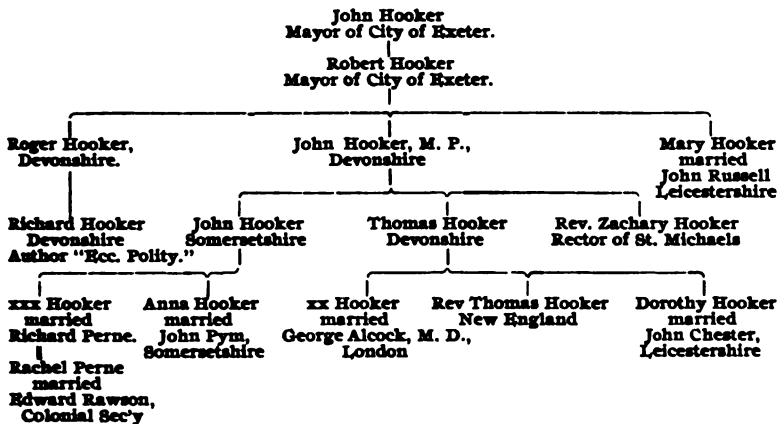 John Hooker
Mayor of City of Exeter.
Robert Hooker
Mayor of City of Exeter.
Roger Hooker,
Devonshire.
John Hooker, M. P.,
Devonshire
Mary Hooker
married
John Russell
Leicestershire
Richard Hooker
Devonshire
Author "Ecc. Polity."
John Hooker
Somersetshire
Thomas Hooker
Devonshire
Rev. Zachary Hooker
Rector of St. Michaels
xxx Hooker
married
Richard Perne.
Anna Hooker
married
John Pym,
Somersetshire
xx Hooker
married
George Alcock, M. D.,
London
Rev Thomas Hooker
New England
Dorothy Hooker
married
John Chester,
Leicestershire
Rachel Perne
married
Edward Rawson,
Colonial Sec'y